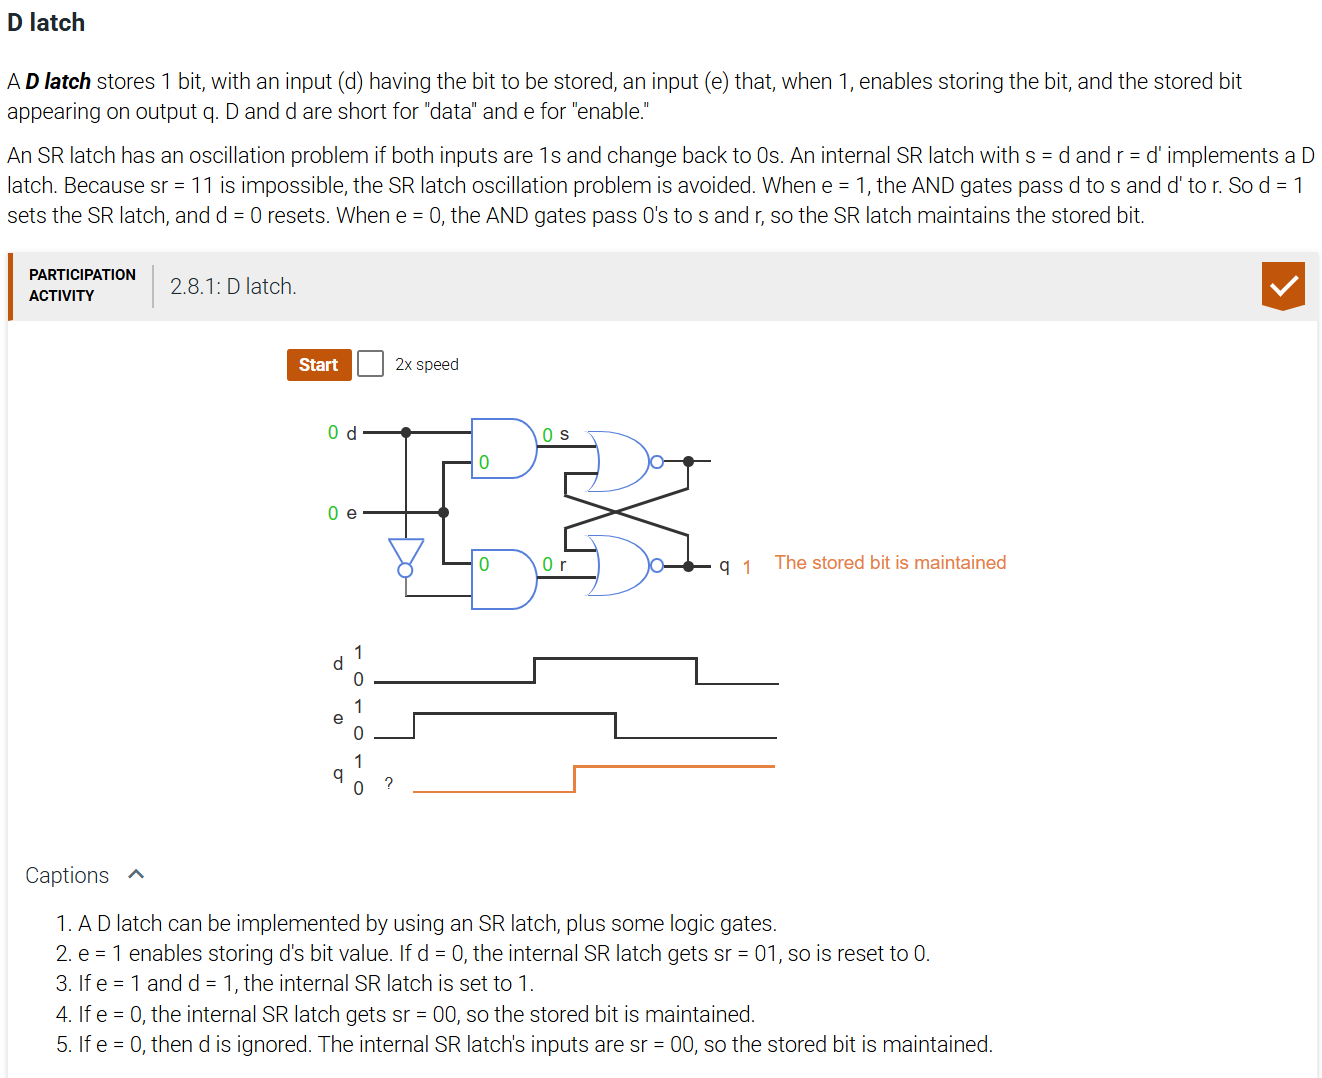 D latch
A D latch stores 1 bit, with an input (d) having the bit to be stored, an input (e) that, when 1, enables storing the bit, and the stored bit
appearing on output q. D and d are short for "data" and e for "enable."
An SR latch has an oscillation problem if both inputs are 1s and change back to 0s. An internal SR latch with s = d and r = d' implements a D
latch. Because sr = 11 is impossible, the SR latch oscillation problem is avoided. When e = 1, the AND gates pass d to s and d' to r. So d = 1
sets the SR latch, and d = 0 resets. When e = 0, the AND gates pass 0's to s and r, so the SR latch maintains the stored bit.
PARTICIPATION
ACTIVITY
2.8.1: D latch.
Start
2x speed
0 d
0 s
0
0 e
0
0 r
q 1
The stored bit is maintained
d
1
0
e
1
0
q
1
0
?
Captions
1. A D latch can be implemented by using an SR latch, plus some logic gates.
2. e = 1 enables storing d's bit value. If d = 0, the internal SR latch gets sr = 01, so is reset to 0.
3. If e = 1 and d = 1, the internal SR latch is set to 1.
4. If e = 0, the internal SR latch gets sr = 00, so the stored bit is maintained.
5. If e = 0, then d is ignored. The internal SR latch's inputs are sr = 00, so the stored bit is maintained.